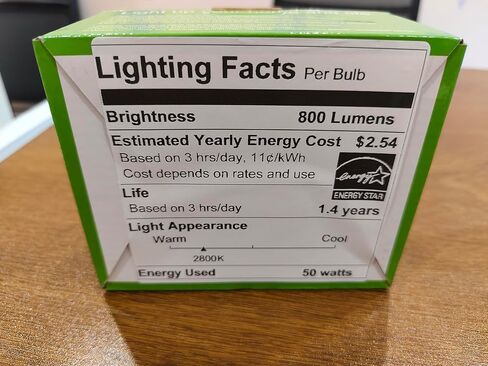 Lighting Facts Per Bulb
Brightness 800 Lumens
Estimated Yearly Energy Cost $2.54
Based on 3 hrs/day, 11¢/kWh
Cost depends on rates and use
energy
ENERGY STAR
Life
Based on 3 hrs/day 1.4 years
Light Appearance
Warm Cool
2800K
Energy Used 50 watts